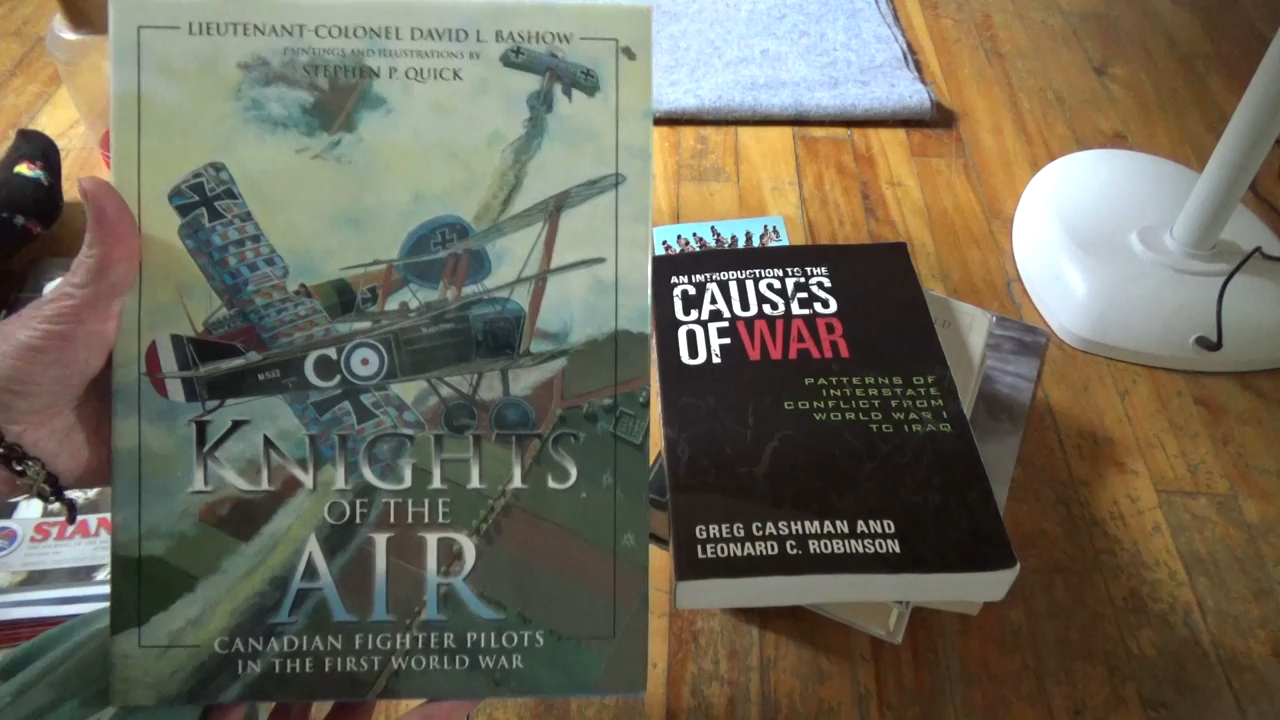 LIEUTENANT-COLONEL DAVID L. BASHOW
PAINTINGS AND ILLUSTRATIONS BY
STEPHEN P. QUICK
C
KNIGHTS
OF THE
AIR
CANADIAN FIGHTER PILOTS
IN THE FIRST WORLD WAR
AN INTRODUCTION TO THE
CAUSES
OF WAR
PATTERNS OF
INTERSTATE
CONFLICT FROM
WORLD WAR I
TO IRAQ
GREG CASHMAN AND
LEONARD C. ROBINSON
STAN